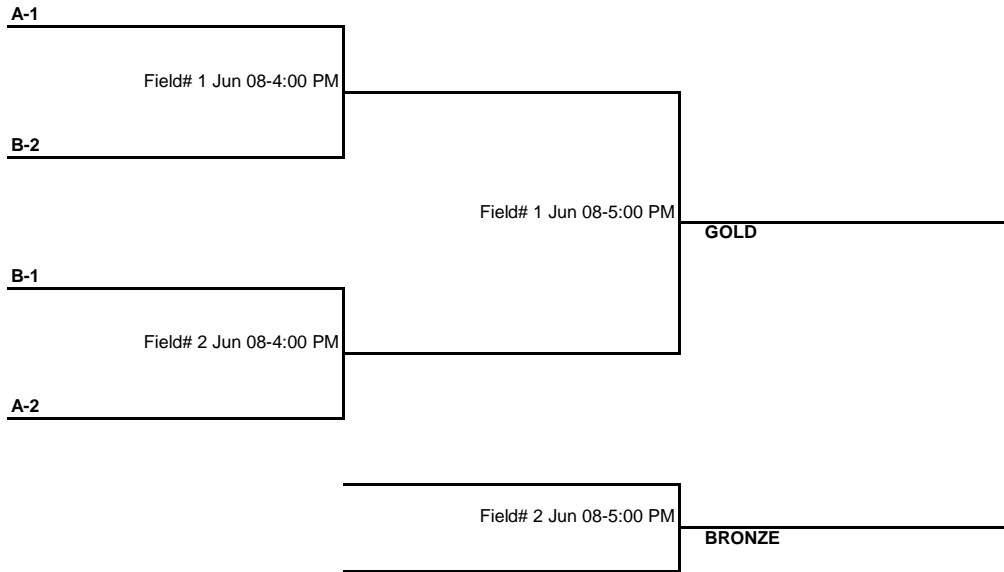 A-1
Field# 1 Jun 08-4:00 PM
B-2
Field# 1 Jun 08-5:00 PM
GOLD
B-1
Field# 2 Jun 08-4:00 PM
A-2
Field# 2 Jun 08-5:00 PM
BRONZE